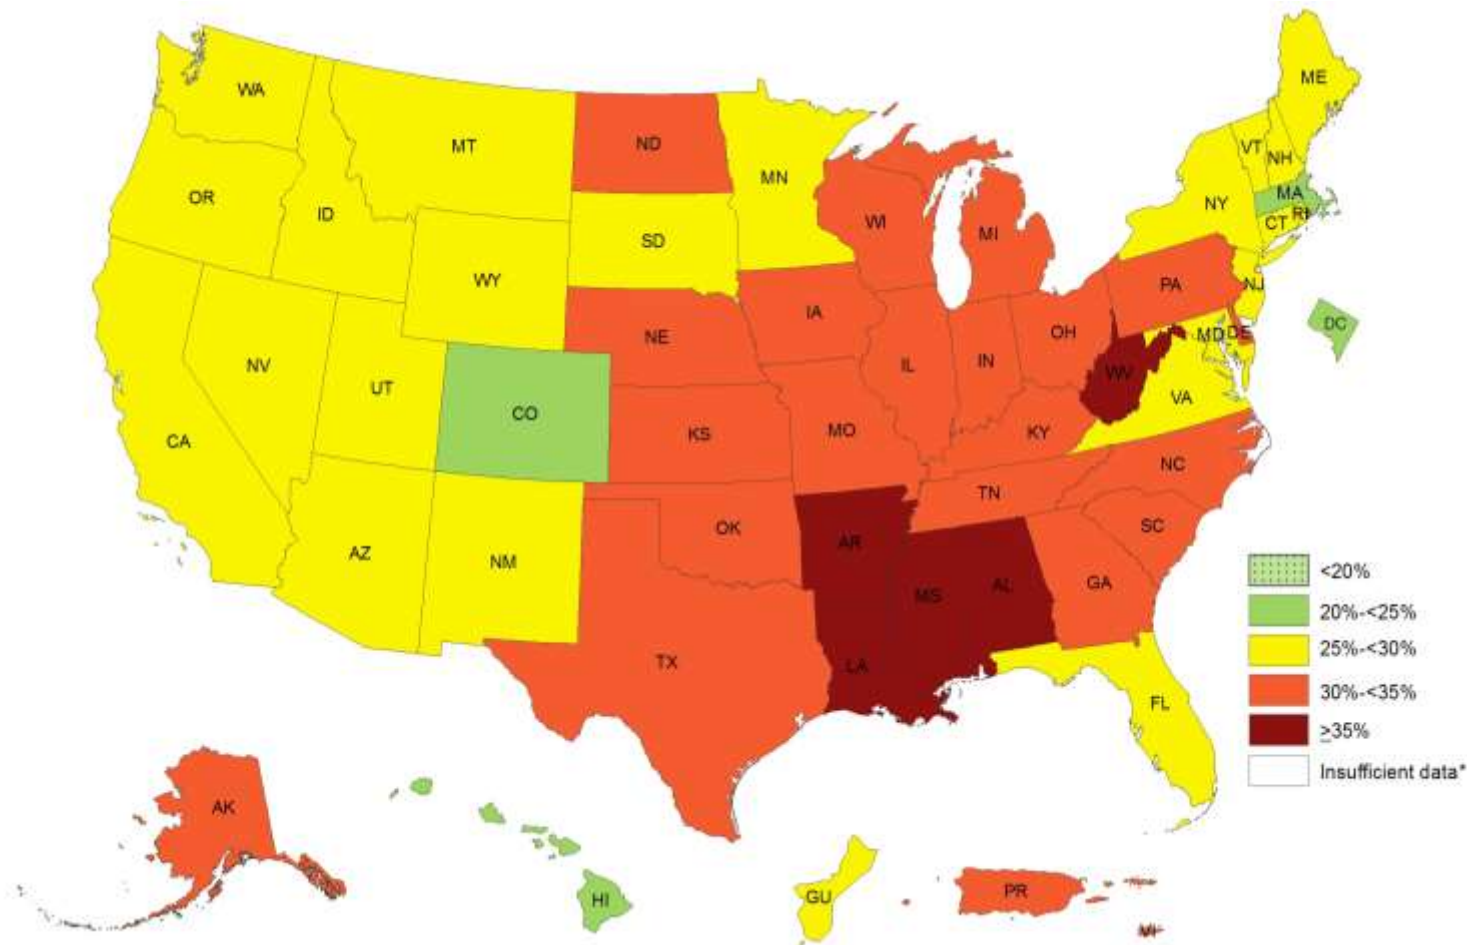 ME
WA
MT
ND
VT
NH
MN
OR
ID
MA
NY
RI
CT
SD
WI
MI
WY
PA
NJ
IA
OH
DC
MD
DE
NE
NV
UT
IL
IN
WV
VA
CO
CA
KS
MO
KY
NC
TN
OK
SC
AZ
NM
AR
GA
MS
AL
TX
LA
FL
<20%
20%-<25%
25%-<30%
30%-<35%
≥35%
Insufficient data*
AK
HI
GU
PR
VI